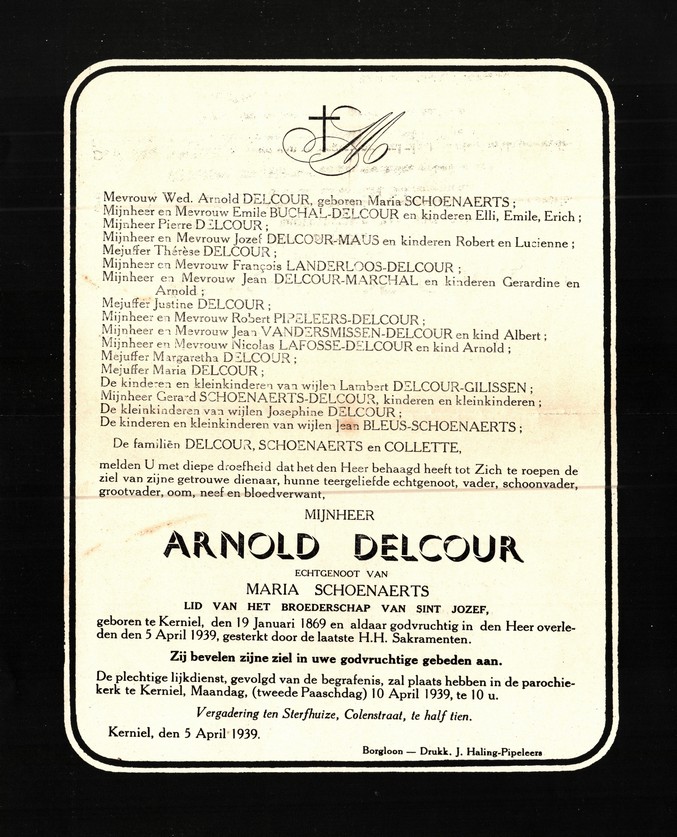 M
Mevrouw Wed. Arnold DELCOUR, geboren Maria SCHOENAERTS ;
Mijnheer en Mevrouw Emile BUCHAL-DELCOUR en kinderen Elli, Emile, Erich ;
Mijnheer Pierre DELCOUR ;
Mijnheer en Mevrouw Jozef DELCOUR-MAUS en kinderen Robert en Lucienne ;
Mejuffer Thérèse DELCOUR ;
Mijnheer en Mevrouw François LANDERLOOS-DELCOUR ;
Mijnheer en Mevrouw Jean DELCOUR-MARCHAL en kinderen Gerardine en
Arnold ;
Mejuffer Justine DELCOUR ;
Mijnheer en Mevrouw Robert PIPELEERS-DELCOUR ;
Mijnheer en Mevrouw Jean VANDERSMISSEN-DELCOUR en kind Albert ;
Mijnheer en Mevrouw Nicolas LAFOSSE-DELCOUR en kind Arnold ;
Mejuffer Margaretha DELCOUR ;
Mejuffer Maria DELCOUR ;
De kinderen en kleinkinderen van wijlen Lambert DELCOUR-GILISSEN ;
Mijnheer Gerard SCHOENAERTS-DELCOUR, kinderen en kleinkinderen ;
De kleinkinderen van wijlen Josephine DELCOUR ;
De kinderen en kleinkinderen van wijlen Jean BLEUS-SCHOENAERTS ;
De familiën DELCOUR, SCHOENAERTS en COLLETTE,
melden U met diepe droefheid dat het den Heer behaagd heeft tot Zich te roepen de
ziel van zijne getrouwe dienaar, hunne teergeliefde echtgenoot, vader, schoonvader,
grootvader, oom, neef en bloedverwant,
MIJNHEER
ARNOLD DELCOUR
ECHTGENOOT VAN
MARIA SCHOENAERTS
LID VAN HET BROEDERSCHAP VAN SINT JOZEF,
geboren te Kerniel, den 19 Januari 1869 en aldaar godvruchtig in den Heer overle-
den den 5 April 1939, gesterkt door de laatste H.H. Sakramenten.
Zij bevelen zijne ziel in uwe godvruchtige gebeden aan.
De plechtige lijkdienst, gevolgd van de begrafenis, zal plaats hebben in de parochie-
kerk te Kerniel, Maandag, (tweede Paaschdag) 10 April 1939, te 10 u.
Vergadering ten Sterfhuize, Colenstraat, te half tien.
Kerniel, den 5 April 1939.
Borgloon — Drukk. J. Haling-Pipeleers